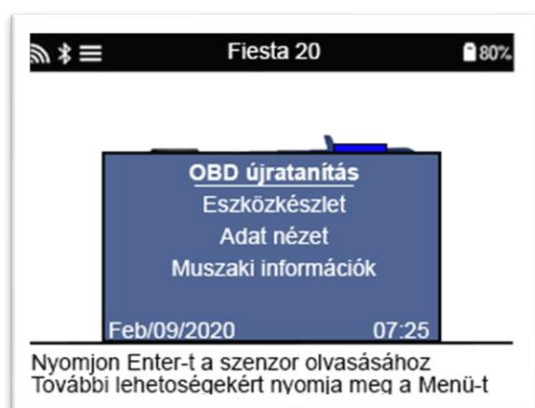 Fiesta 20
80%
OBD újratanítás
Eszközkészlet
Adat nézet
Muszaki információk
Feb/09/2020 07:25
Nyomjon Enter-t a szenzor olvasásához
További lehetoségekért nyomja meg a Menü-t